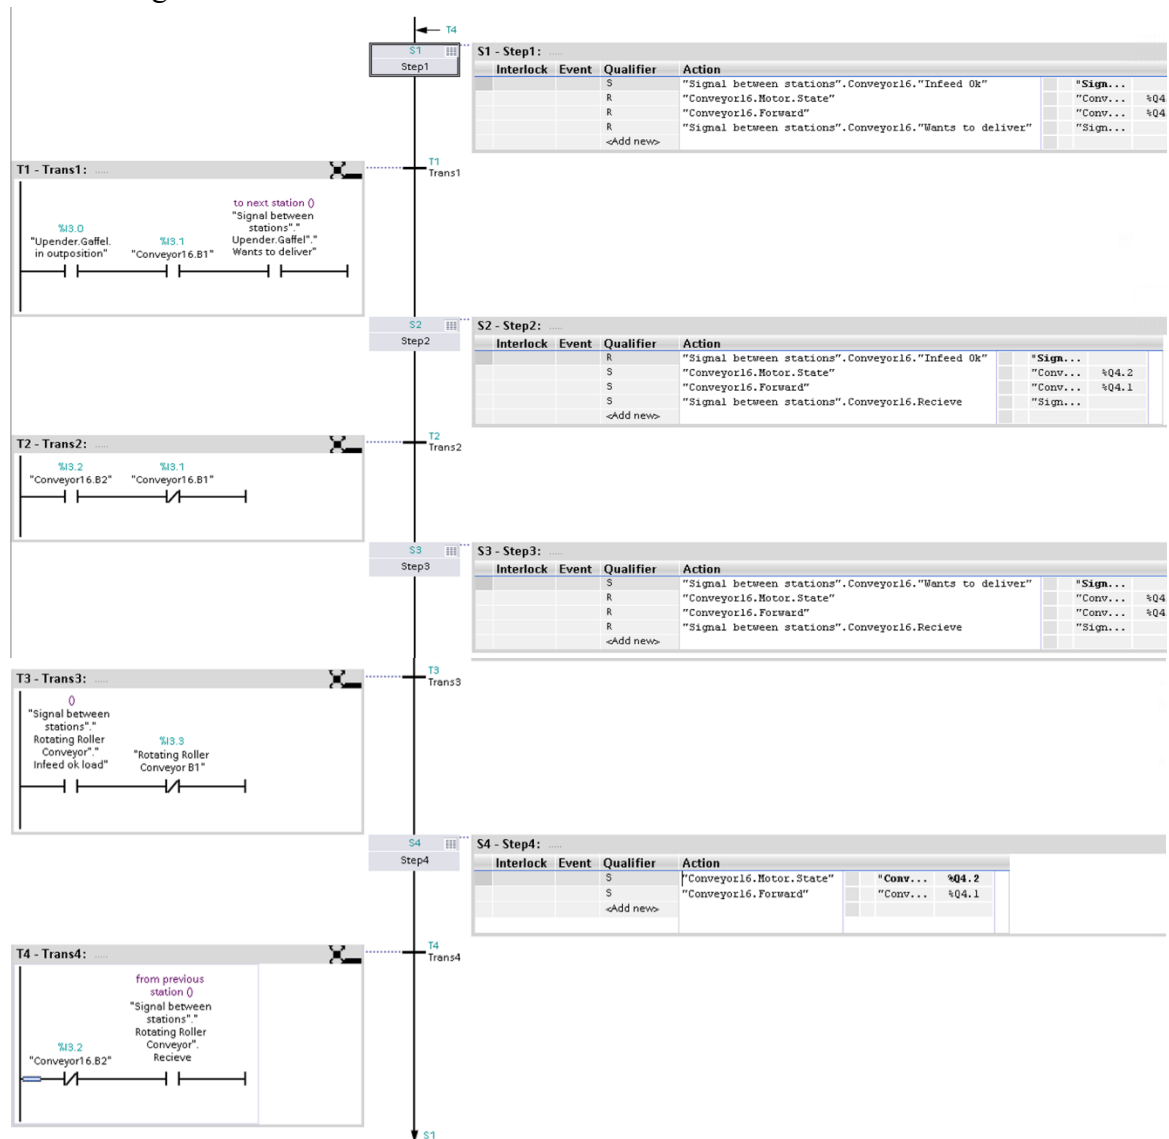 T4
S1
Step1
S1 - Step1: .....
Interlock Event Qualifier Action
S "Signal between stations".Conveyor16."Infeed Ok" "Sign...
R "Conveyor16.Motor.State" "Conv... %Q4
R "Conveyor16.Forward" "Conv... %Q4
R "Signal between stations".Conveyor16."Wants to deliver" "Sign...
<Add new>
T1 - Trans1: .....
T1
Trans1
to next station ()
"Signal between
stations"."
Upender.Gaffel"."
Wants to deliver"
%I3.0
"Upender.Gaffel.
in outposition"
%I3.1
"Conveyor16.B1"
S2
Step2
S2 - Step2: .....
Interlock Event Qualifier Action
R "Signal between stations".Conveyor16."Infeed Ok" "Sign...
S "Conveyor16.Motor.State" "Conv... %Q4.2
S "Conveyor16.Forward" "Conv... %Q4.1
S "Signal between stations".Conveyor16.Recieve "Sign...
<Add new>
T2 - Trans2: .....
T2
Trans2
%I3.2
"Conveyor16.B2"
%I3.1
"Conveyor16.B1"
S3
Step3
S3 - Step3: .....
Interlock Event Qualifier Action
S "Signal between stations".Conveyor16."Wants to deliver" "Sign...
R "Conveyor16.Motor.State" "Conv... %Q4
R "Conveyor16.Forward" "Conv... %Q4
R "Signal between stations".Conveyor16.Recieve "Sign...
<Add new>
T3 - Trans3: .....
T3
Trans3
()
"Signal between
stations"."
Rotating Roller
Conveyor"."
Infeed ok load"
%I3.3
"Rotating Roller
Conveyor B1"
S4
Step4
S4 - Step4: .....
Interlock Event Qualifier Action
S "Conveyor16.Motor.State" "Conv... %Q4.2
S "Conveyor16.Forward" "Conv... %Q4.1
<Add new>
T4 - Trans4: .....
T4
Trans4
from previous
station ()
"Signal between
stations"."
Rotating Roller
Conveyor".
Recieve
%I3.2
"Conveyor16.B2"
S1